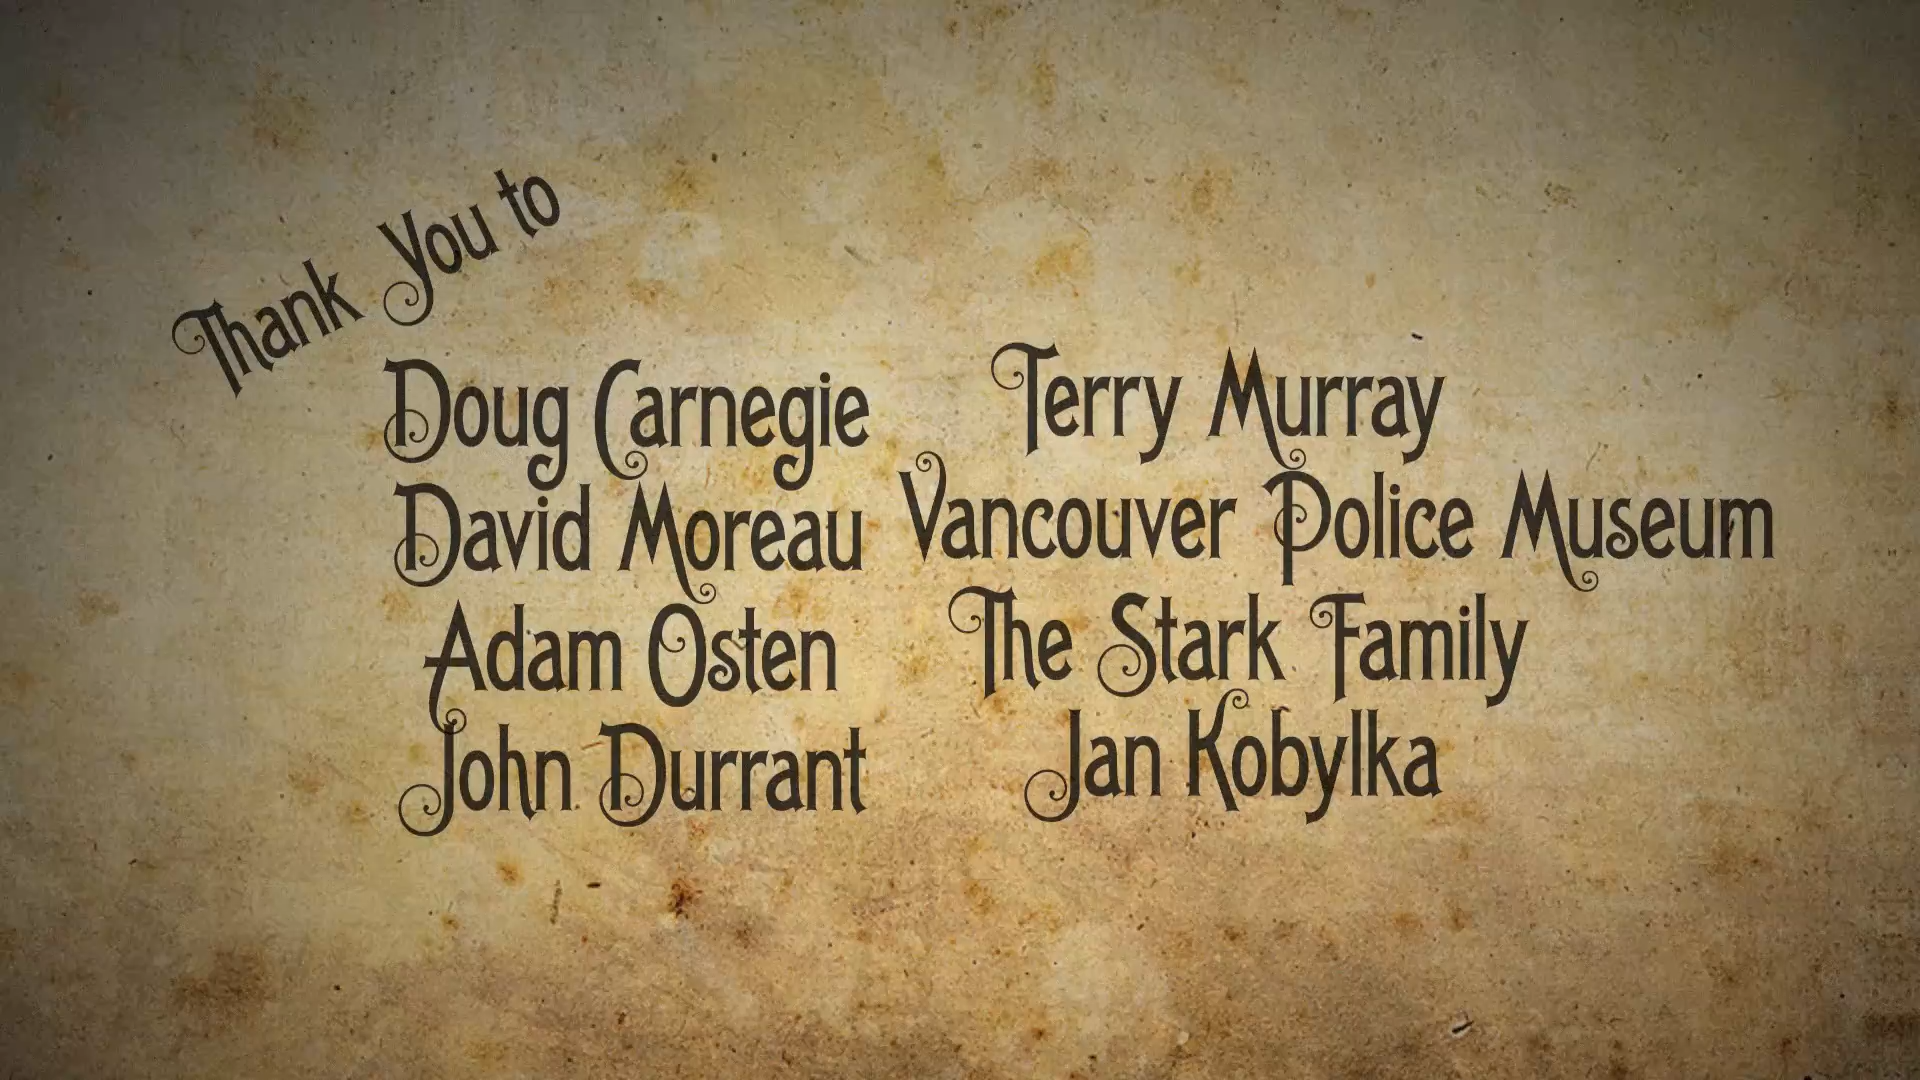 Thank You to
Doug Carnegie
David Moreau
Adam Osten
John Durrant
Terry Murray
Vancouver Police Museum
The Stark Family
Jan Kobylka